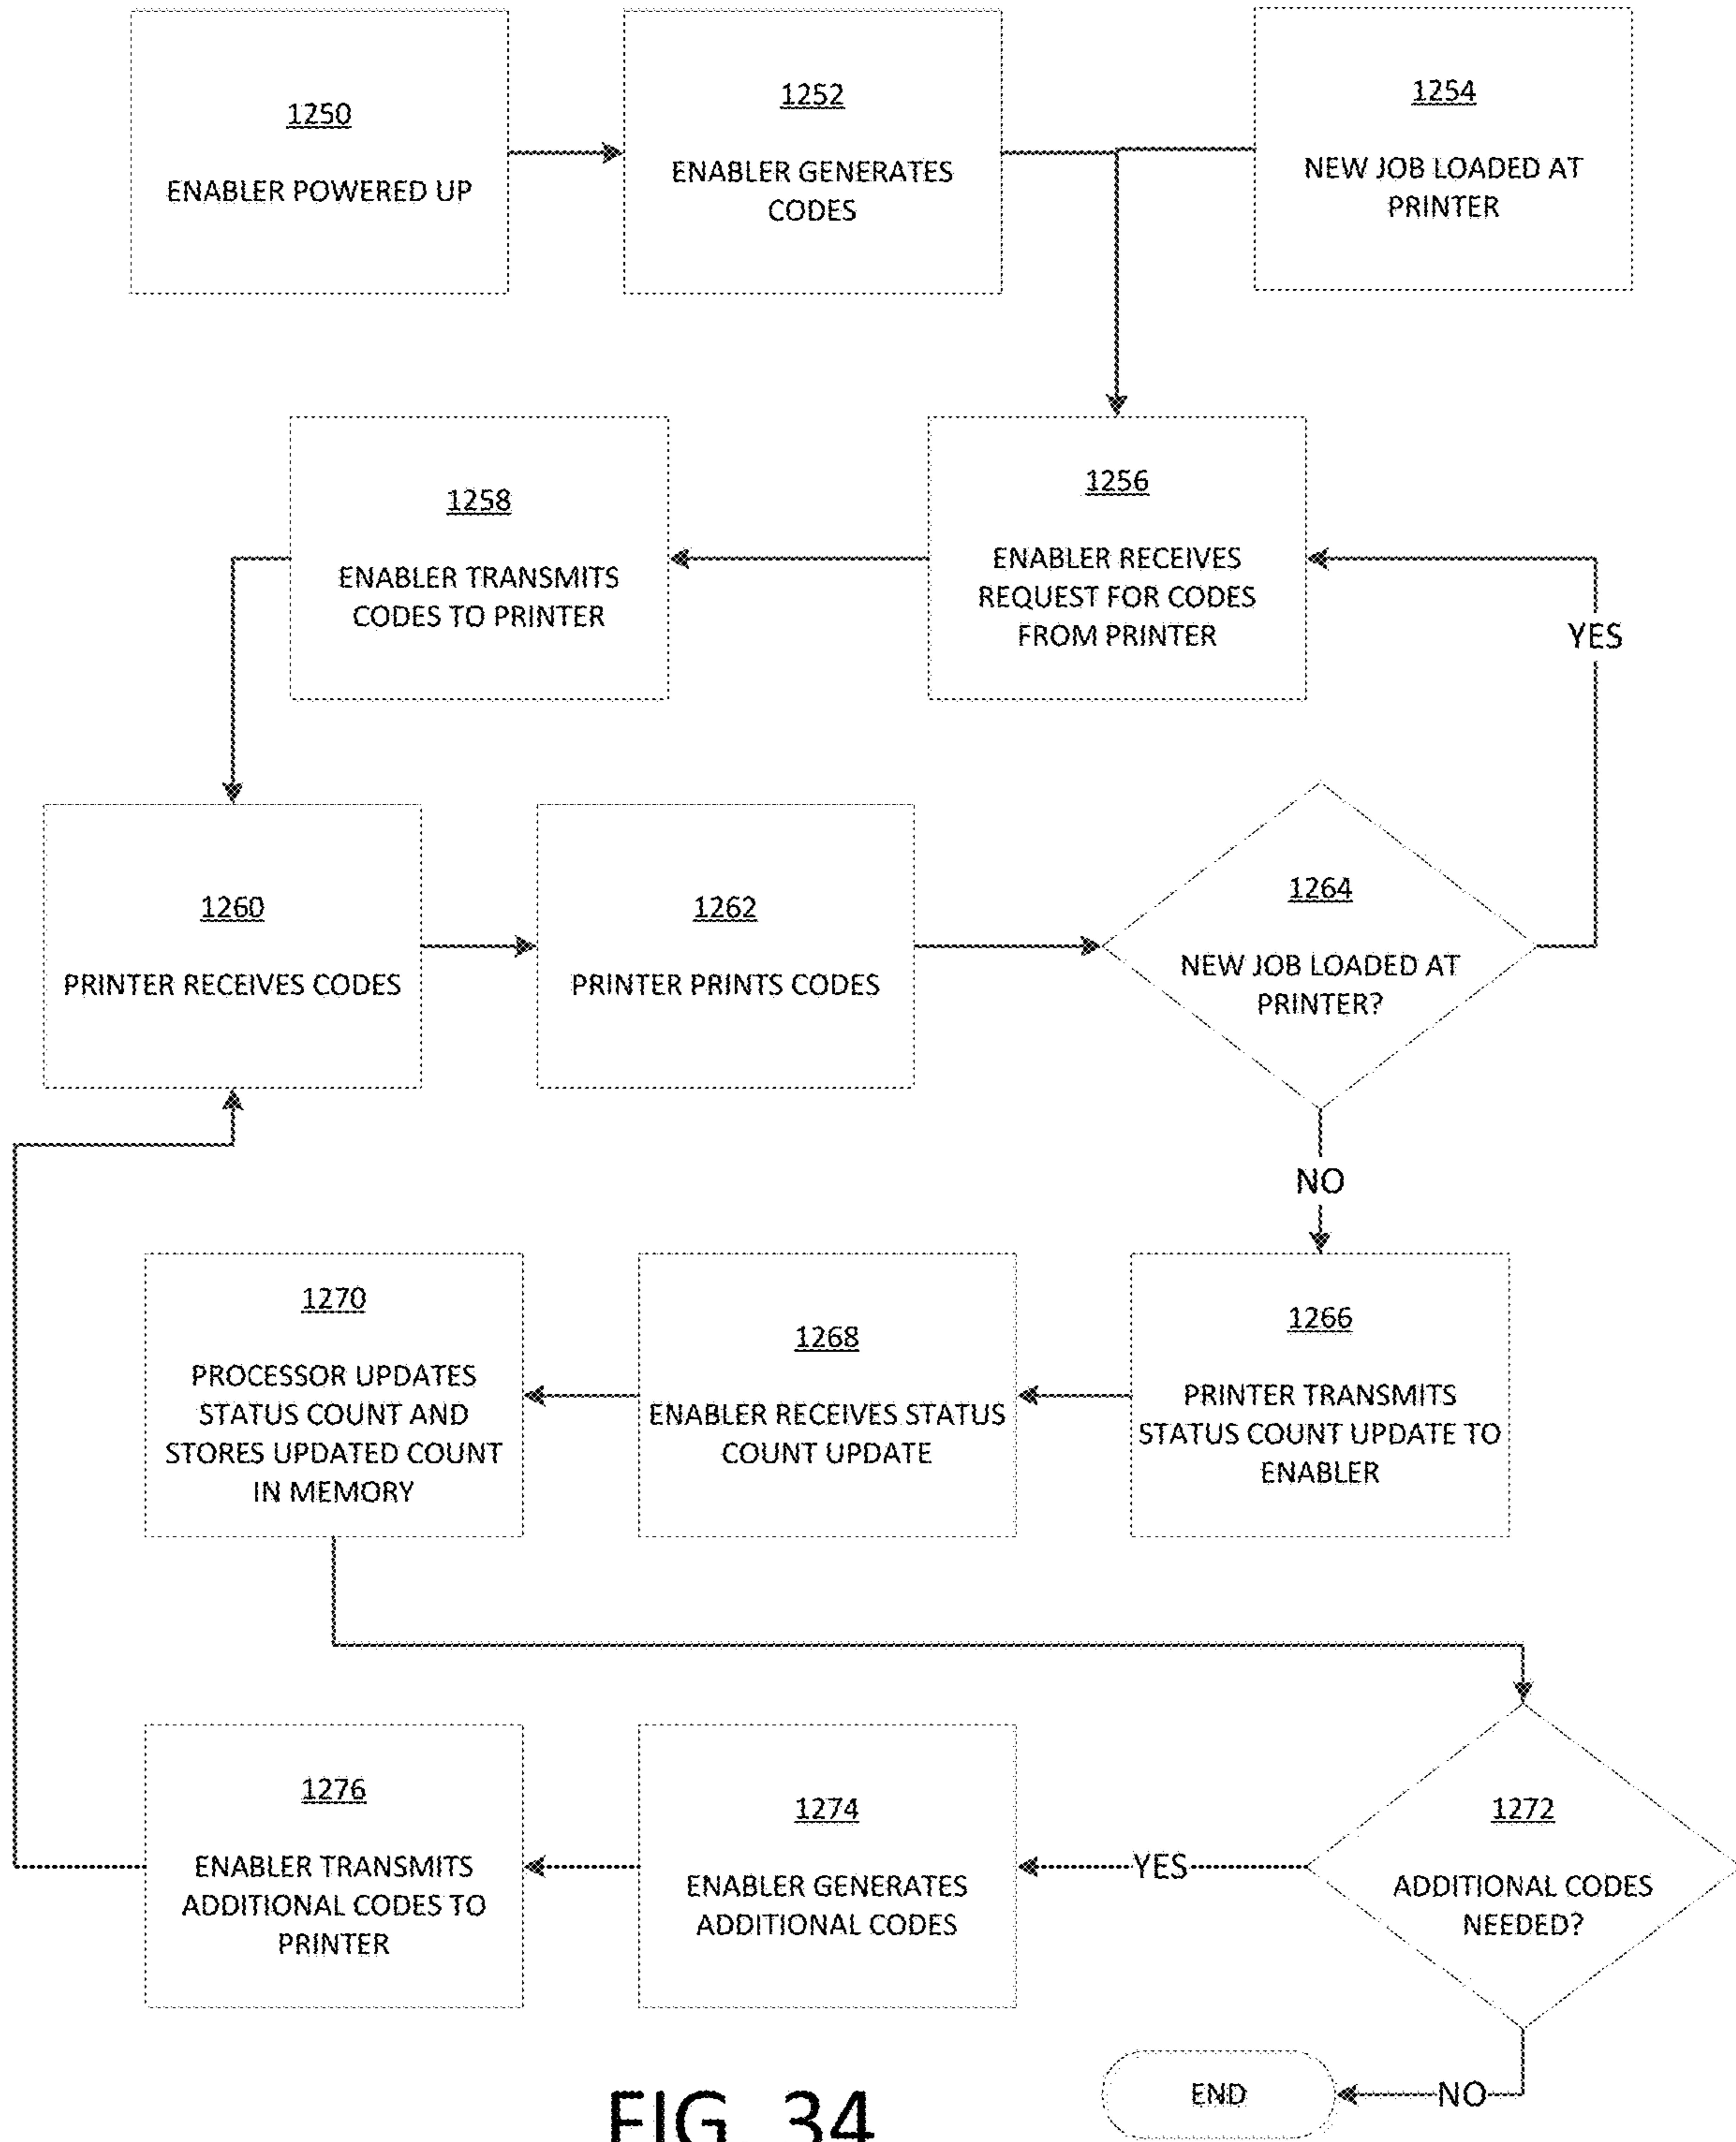 1250
ENABLER POWERED UP
1252
ENABLER GENERATES
CODES
1254
NEW JOB LOADED AT
PRINTER
1258
ENABLER TRANSMITS
CODES TO PRINTER
1256
ENABLER RECEIVES
REQUEST FOR CODES
FROM PRINTER
YES
1260
PRINTER RECEIVES CODES
1262
PRINTER PRINTS CODES
1264
NEW JOB LOADED AT
PRINTER?
NO
1270
PROCESSOR UPDATES
STATUS COUNT AND
STORES UPDATED COUNT
IN MEMORY
1268
ENABLER RECEIVES STATUS
COUNT UPDATE
1266
PRINTER TRANSMITS
STATUS COUNT UPDATE TO
ENABLER
1276
ENABLER TRANSMITS
ADDITIONAL CODES TO
PRINTER
1274
ENABLER GENERATES
ADDITIONAL CODES
YES
1272
ADDITIONAL CODES
NEEDED?
END
NO
FIG. 34